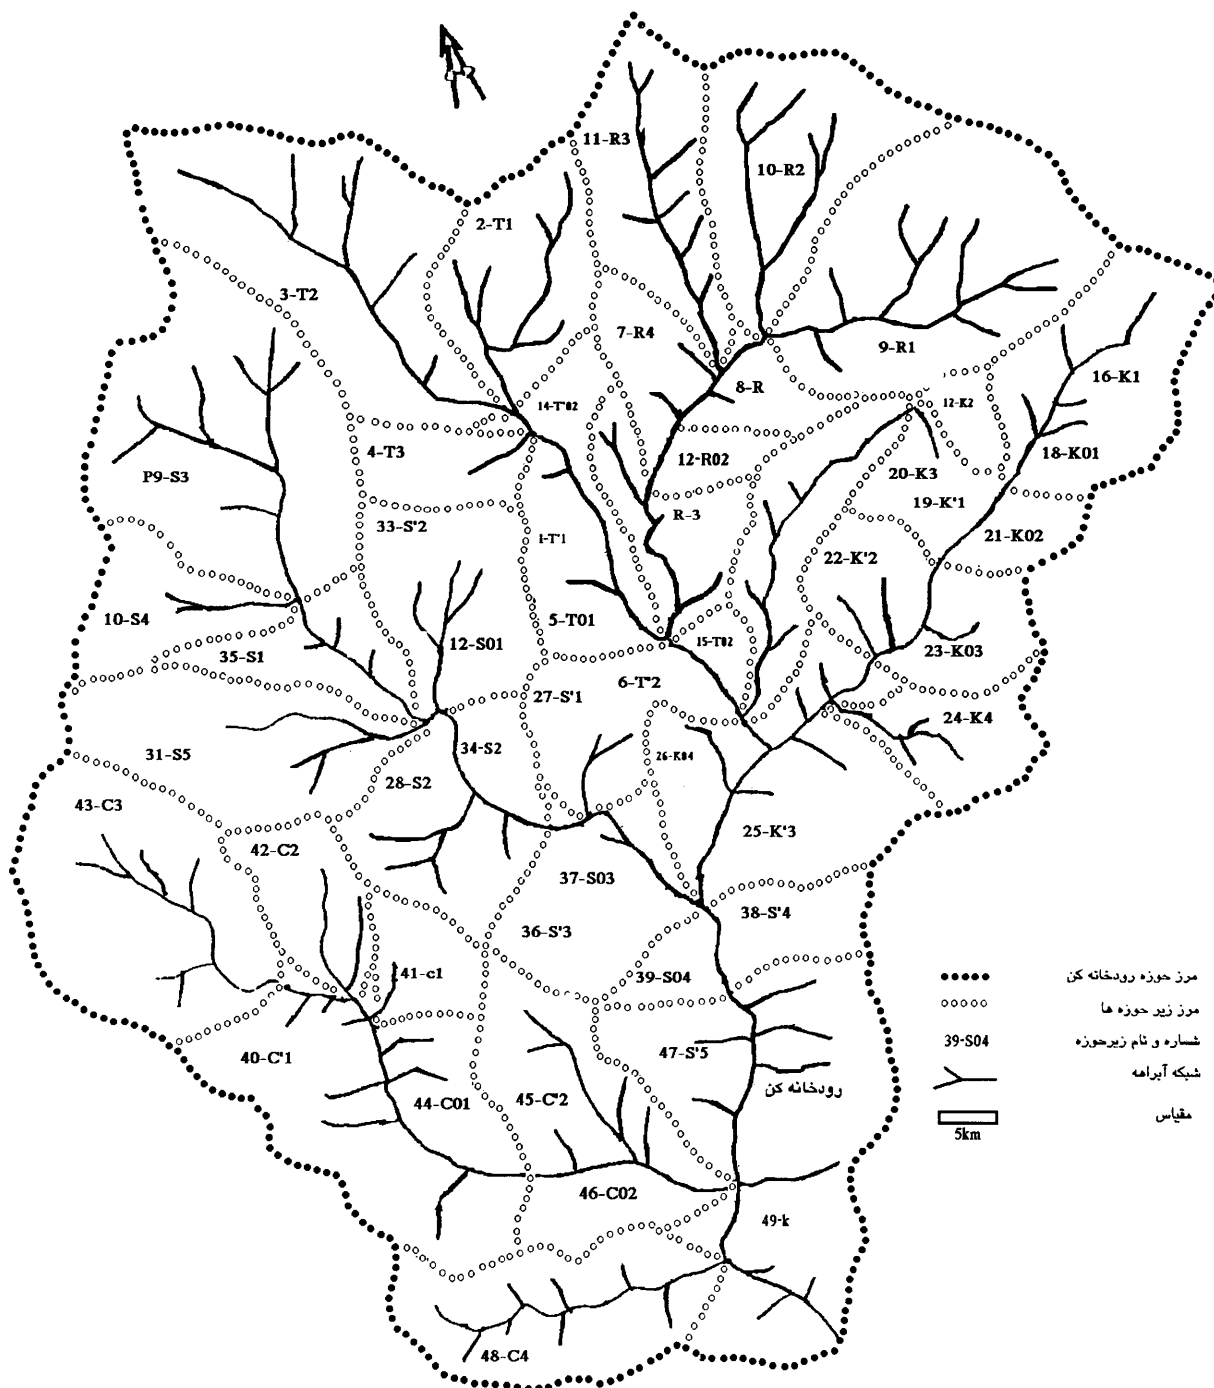 11-R3
10-R2
2-T1
3-T2
7-R4
9-R1
8-R
16-K1
12-K2
14-T'02
4-T3
12-R02
18-K01
P9-S3
20-K3
19-K'1
R-3
33-S'2
21-K02
1-T'1
22-K'2
10-S4
5-T01
12-S01
15-T02
35-S1
23-K03
6-T'2
27-S'1
24-K4
34-S2
31-S5
26-K04
28-S2
43-C3
25-K'3
42-C2
37-S03
38-S'4
36-S'3
41-c1
39-S04
مرز حوزه رودخانه کن
مرز زیر حوزه ها
39-S04 شماره و نام زیرحوزه
شبکه آبراهه
مقیاس
5km
40-C'1
47-S'5
رودخانه کن
44-C01
45-C'2
46-C02
49-k
48-C4